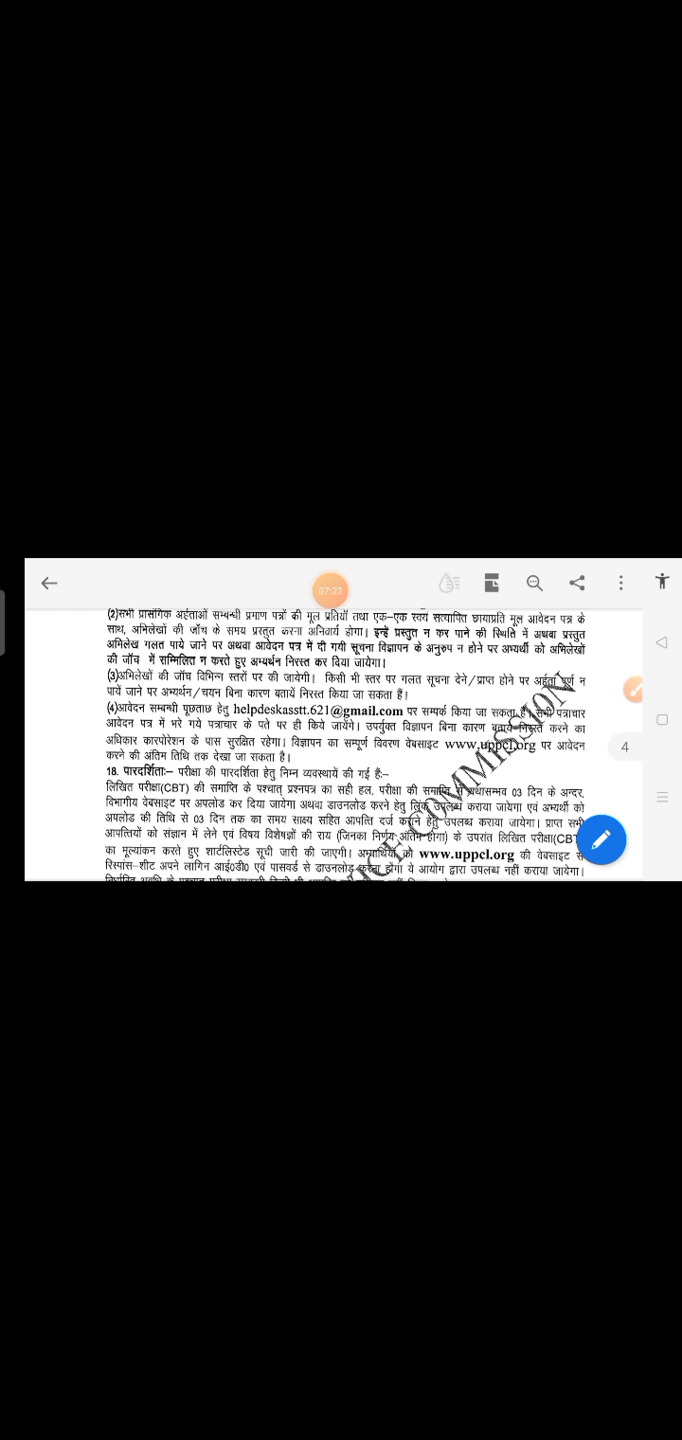 07:22
(2)सभी प्रासंगिक अर्हताओं सम्बन्धी प्रमाण पत्रों की मूल प्रतियों तथा एक–एक स्वयं सत्यापित छायाप्रति मूल आवेदन पत्र के
साथ, अभिलेखों की जाँच के समय प्रस्तुत करना अनिवार्य होगा। इन्हें प्रस्तुत न कर पाने की स्थिति में अथवा प्रस्तुत
अभिलेख गलत पाये जाने पर अथवा आवेदन पत्र में दी गयी सूचना विज्ञापन के अनुरुप न होने पर अभ्यर्थी को अभिलेखों
की जाँच में सम्मिलित न करते हुए अभ्यर्थन निरस्त कर दिया जायेगा।
(3)अभिलेखों की जाँच विभिन्न स्तरों पर की जायेगी। किसी भी स्तर पर गलत सूचना देने/प्राप्त होने पर अर्हता पूर्ण न
पायें जाने पर अभ्यर्थन/चयन बिना कारण बतायें निरस्त किया जा सकता हैं।
(4)आवेदन सम्बन्धी पूछताछ हेतु helpdeskasstt.621@gmail.com पर सम्पर्क किया जा सकता है। सभी पत्राचार
आवेदन पत्र में भरे गये पत्राचार के पते पर ही किये जायेंगे। उपर्युक्त विज्ञापन बिना कारण बताये निरस्त करने का
अधिकार कारपोरेशन के पास सुरक्षित रहेगा। विज्ञापन का सम्पूर्ण विवरण वेबसाइट www.uppcl.org पर आवेदन
करने की अंतिम तिथि तक देखा जा सकता है।
4
18. पारदर्शिताः– परीक्षा की पारदर्शिता हेतु निम्न व्यवस्थायें की गई हैः–
लिखित परीक्षा(CBT) की समाप्ति के पश्चात् प्रश्नपत्र का सही हल, परीक्षा की समाप्ति से यथासम्भव 03 दिन के अन्दर,
विभागीय वेबसाइट पर अपलोड कर दिया जायेगा अथवा डाउनलोड करने हेतु लिंक उपलब्ध कराया जायेगा एवं अभ्यर्थी को
अपलोड की तिथि से 03 दिन तक का समय साक्ष्य सहित आपत्ति दर्ज कराने हेतु उपलब्ध कराया जायेगा। प्राप्त सभी
आपत्तियों को संज्ञान में लेने एवं विषय विशेषज्ञों की राय (जिनका निर्णय अंतिम होगा) के उपरांत लिखित परीक्षा(CBT
का मूल्यांकन करते हुए शार्टलिस्टेड सूची जारी की जाएगी। अभ्यर्थियों को www.uppcl.org की वेबसाइट से
रिस्पांस–शीट अपने लागिन आई0डी0 एवं पासवर्ड से डाउनलोड करना होगा ये आयोग द्वारा उपलब्ध नहीं कराया जायेगा।
COMMISSION